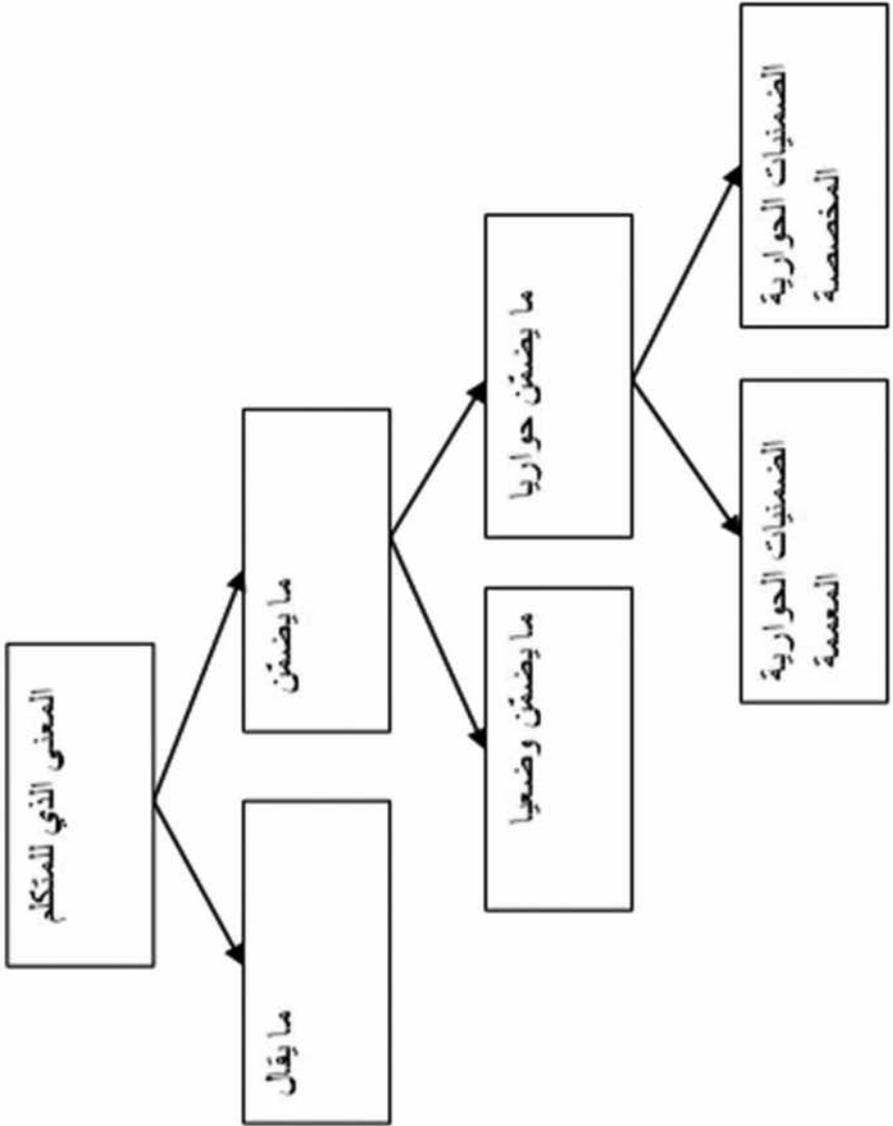 المعنى الذي للمتكلم
ما يقال
ما يضمّن
ما يضمّن وضعيا
ما يضمّن حواريا
الضمنيات الحوارية
المعممة
الضمنيات الحوارية
المخصصة